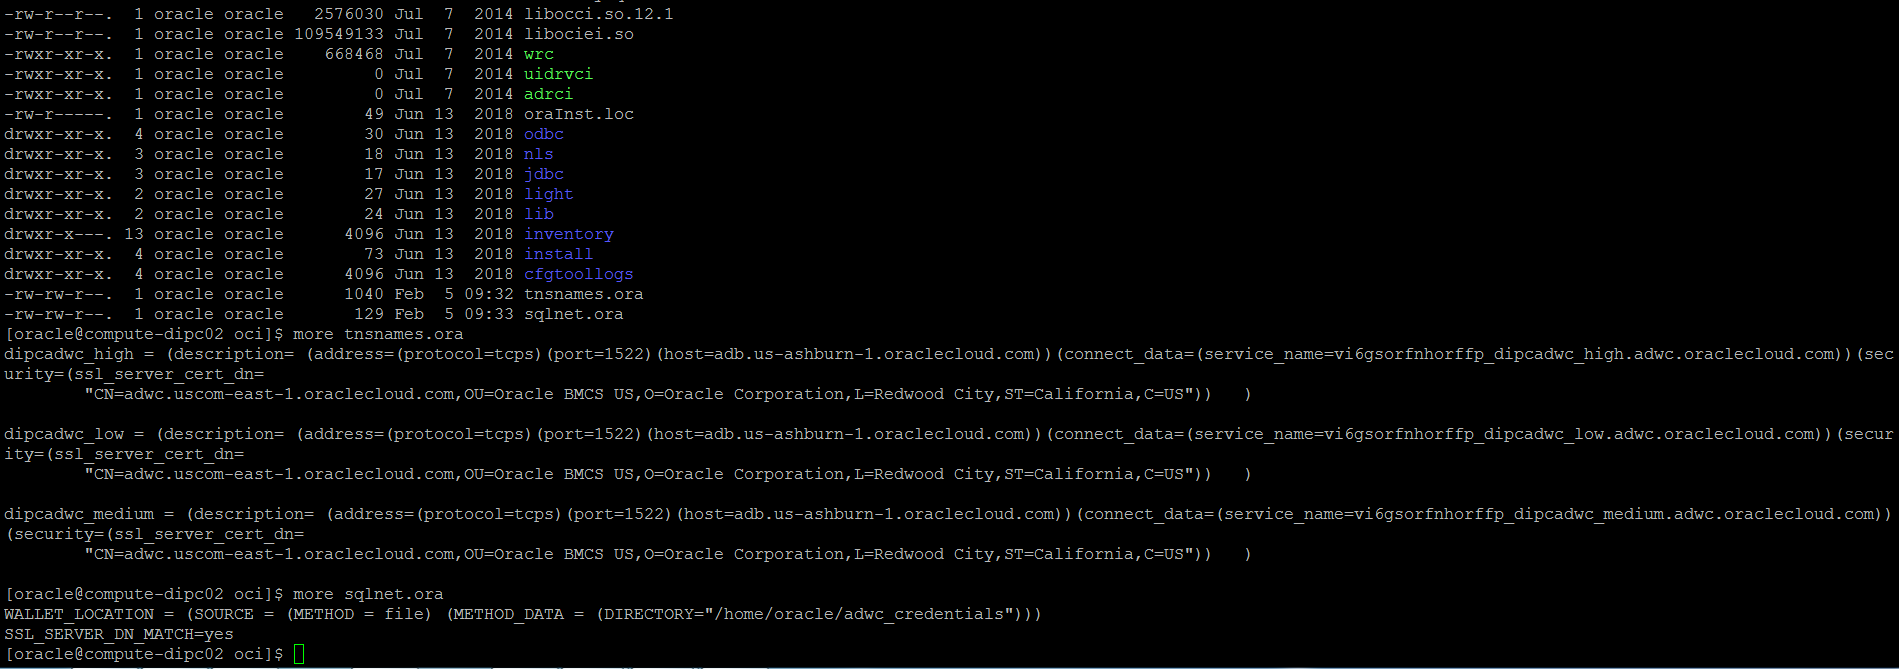 -rw-r--r--.  1 oracle oracle   2576030 Jul  7  2014 libocci.so.12.1
-rw-r--r--.  1 oracle oracle 109549133 Jul  7  2014 libociei.so
-rwxr-xr-x.  1 oracle oracle    668468 Jul  7  2014 wrc
-rwxr-xr-x.  1 oracle oracle         0 Jul  7  2014 uidrvci
-rwxr-xr-x.  1 oracle oracle         0 Jul  7  2014 adrci
-rw-r-----.  1 oracle oracle        49 Jun 13  2018 oraInst.loc
drwxr-xr-x.  4 oracle oracle        30 Jun 13  2018 odbc
drwxr-xr-x.  3 oracle oracle        18 Jun 13  2018 nls
drwxr-xr-x.  3 oracle oracle        17 Jun 13  2018 jdbc
drwxr-xr-x.  2 oracle oracle        27 Jun 13  2018 light
drwxr-xr-x.  2 oracle oracle        24 Jun 13  2018 lib
drwxr-x---. 13 oracle oracle      4096 Jun 13  2018 inventory
drwxr-xr-x.  4 oracle oracle        73 Jun 13  2018 install
drwxr-xr-x.  4 oracle oracle      4096 Jun 13  2018 cfgtoollogs
-rw-rw-r--.  1 oracle oracle      1040 Feb  5 09:32 tnsnames.ora
-rw-rw-r--.  1 oracle oracle       129 Feb  5 09:33 sqlnet.ora
[oracle@compute-dipc02 oci]$ more tnsnames.ora
dipcadwc_high = (description= (address=(protocol=tcps)(port=1522)(host=adb.us-ashburn-1.oraclecloud.com))(connect_data=(service_name=vi6gsorfnhorffp_dipcadwc_high.adwc.oraclecloud.com))(sec
urity=(ssl_server_cert_dn=
        "CN=adwc.uscom-east-1.oraclecloud.com,OU=Oracle BMCS US,O=Oracle Corporation,L=Redwood City,ST=California,C=US"))   )
dipcadwc_low = (description= (address=(protocol=tcps)(port=1522)(host=adb.us-ashburn-1.oraclecloud.com))(connect_data=(service_name=vi6gsorfnhorffp_dipcadwc_low.adwc.oraclecloud.com))(secur
ity=(ssl_server_cert_dn=
        "CN=adwc.uscom-east-1.oraclecloud.com,OU=Oracle BMCS US,O=Oracle Corporation,L=Redwood City,ST=California,C=US"))   )
dipcadwc_medium = (description= (address=(protocol=tcps)(port=1522)(host=adb.us-ashburn-1.oraclecloud.com))(connect_data=(service_name=vi6gsorfnhorffp_dipcadwc_medium.adwc.oraclecloud.com))
(security=(ssl_server_cert_dn=
        "CN=adwc.uscom-east-1.oraclecloud.com,OU=Oracle BMCS US,O=Oracle Corporation,L=Redwood City,ST=California,C=US"))   )
[oracle@compute-dipc02 oci]$ more sqlnet.ora
WALLET_LOCATION = (SOURCE = (METHOD = file) (METHOD_DATA = (DIRECTORY="/home/oracle/adwc_credentials")))
SSL_SERVER_DN_MATCH=yes
[oracle@compute-dipc02 oci]$